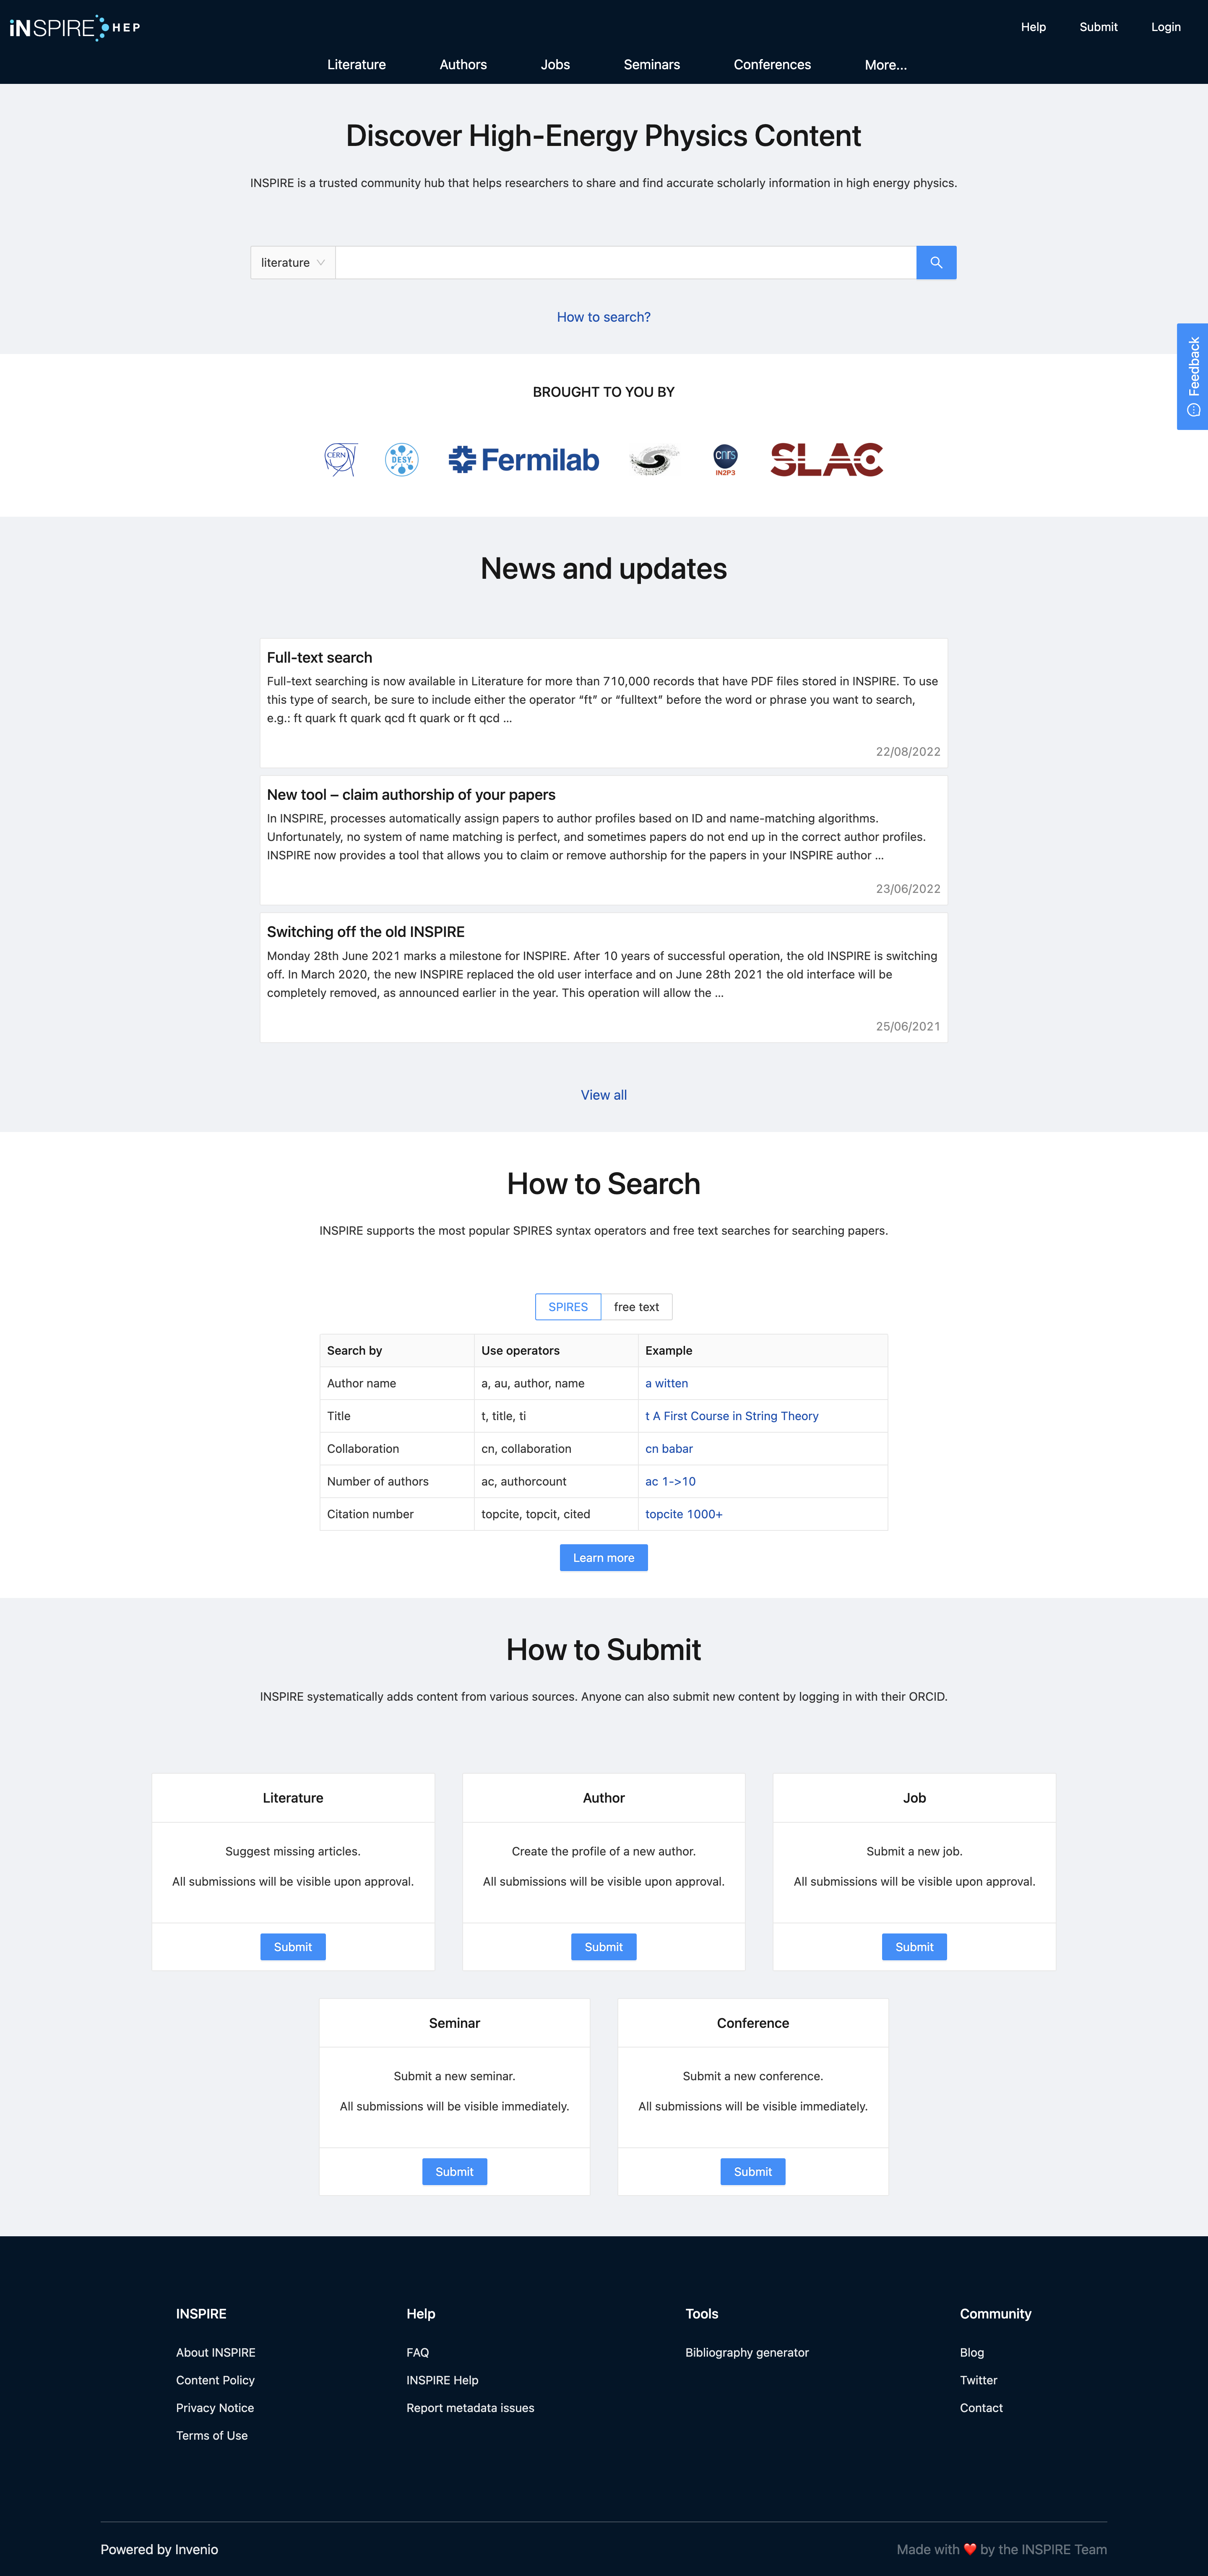 iNSPIRE HEP
Help Submit Login
Literature Authors Jobs Seminars Conferences More...
Discover High-Energy Physics Content
INSPIRE is a trusted community hub that helps researchers to share and find accurate scholarly information in high energy physics.
literature
How to search?
Feedback
BROUGHT TO YOU BY
CERN DESY. Fermilab cnrs IN2P3 SLAC
News and updates
Full-text search
Full-text searching is now available in Literature for more than 710,000 records that have PDF files stored in INSPIRE. To use
this type of search, be sure to include either the operator “ft” or “fulltext” before the word or phrase you want to search,
e.g.: ft quark ft quark qcd ft quark or ft qcd ...
22/08/2022
New tool – claim authorship of your papers
In INSPIRE, processes automatically assign papers to author profiles based on ID and name-matching algorithms.
Unfortunately, no system of name matching is perfect, and sometimes papers do not end up in the correct author profiles.
INSPIRE now provides a tool that allows you to claim or remove authorship for the papers in your INSPIRE author ...
23/06/2022
Switching off the old INSPIRE
Monday 28th June 2021 marks a milestone for INSPIRE. After 10 years of successful operation, the old INSPIRE is switching
off. In March 2020, the new INSPIRE replaced the old user interface and on June 28th 2021 the old interface will be
completely removed, as announced earlier in the year. This operation will allow the ...
25/06/2021
View all
How to Search
INSPIRE supports the most popular SPIRES syntax operators and free text searches for searching papers.
SPIRES free text
Search by Use operators Example
Author name a, au, author, name a witten
Title t, title, ti t A First Course in String Theory
Collaboration cn, collaboration cn babar
Number of authors ac, authorcount ac 1->10
Citation number topcite, topcit, cited topcite 1000+
Learn more
How to Submit
INSPIRE systematically adds content from various sources. Anyone can also submit new content by logging in with their ORCID.
Literature
Suggest missing articles.
All submissions will be visible upon approval.
Submit
Author
Create the profile of a new author.
All submissions will be visible upon approval.
Submit
Job
Submit a new job.
All submissions will be visible upon approval.
Submit
Seminar
Submit a new seminar.
All submissions will be visible immediately.
Submit
Conference
Submit a new conference.
All submissions will be visible immediately.
Submit
INSPIRE
About INSPIRE
Content Policy
Privacy Notice
Terms of Use
Help
FAQ
INSPIRE Help
Report metadata issues
Tools
Bibliography generator
Community
Blog
Twitter
Contact
Powered by Invenio
Made with ❤️ by the INSPIRE Team